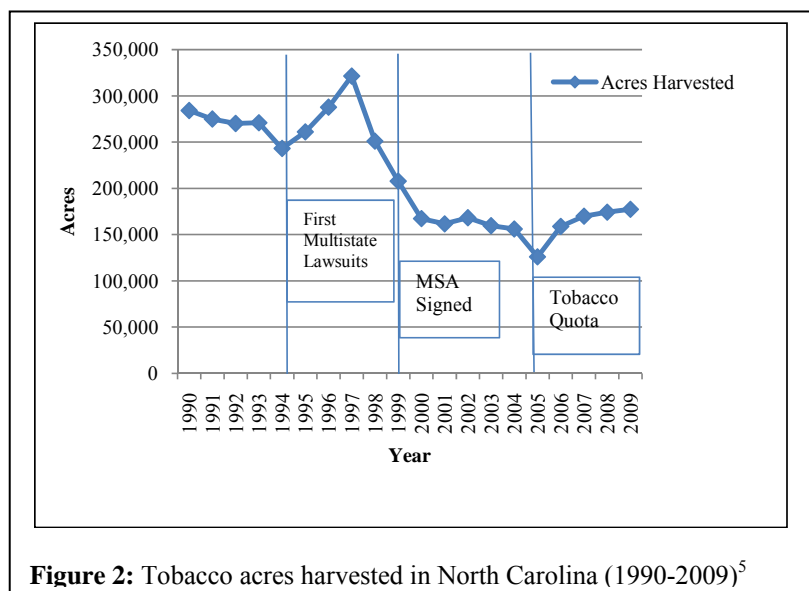 350,000
300,000
250,000
200,000
150,000
100,000
50,000
0
Acres
Acres Harvested
First
Multistate
Lawsuits
MSA
Signed
Tobacco
Quota
1990
1991
1992
1993
1994
1995
1996
1997
1998
1999
2000
2001
2002
2003
2004
2005
2006
2007
2008
2009
Year
Figure 2: Tobacco acres harvested in North Carolina (1990-2009)⁵